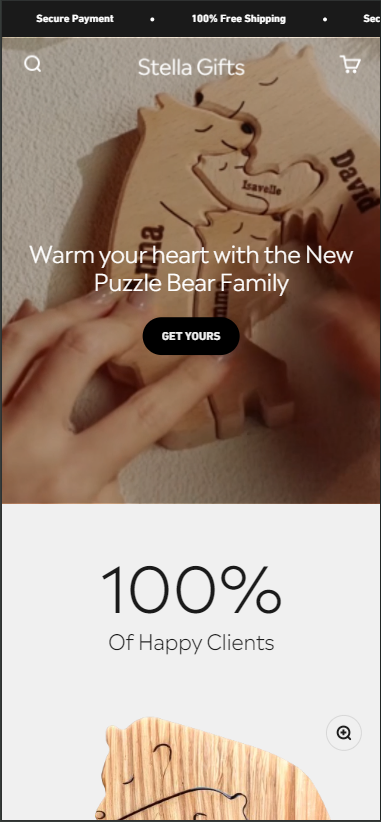 Secure Payment • 100% Free Shipping • Sec
Stella Gifts
Isavelle
David
Warm your heart with the New
Puzzle Bear Family
GET YOURS
100%
Of Happy Clients